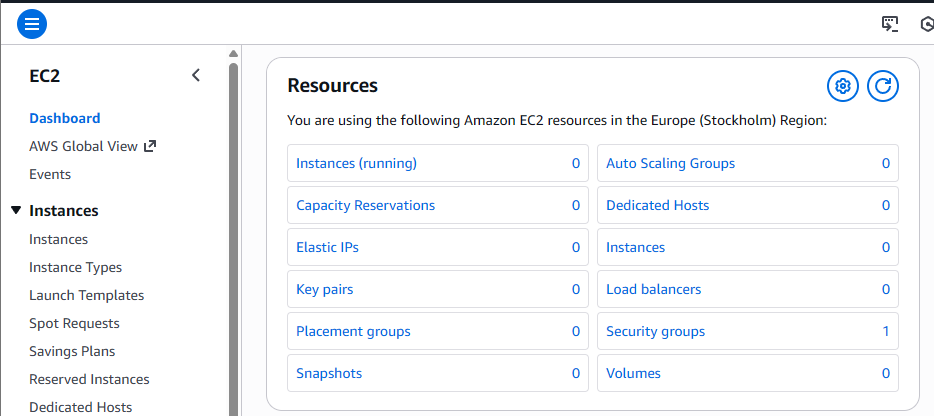 EC2
Dashboard
AWS Global View
Events
Instances
Instances
Instance Types
Launch Templates
Spot Requests
Savings Plans
Reserved Instances
Dedicated Hosts
Resources
You are using the following Amazon EC2 resources in the Europe (Stockholm) Region:
Instances (running) 0
Auto Scaling Groups 0
Capacity Reservations 0
Dedicated Hosts 0
Elastic IPs 0
Instances 0
Key pairs 0
Load balancers 0
Placement groups 0
Security groups 1
Snapshots 0
Volumes 0